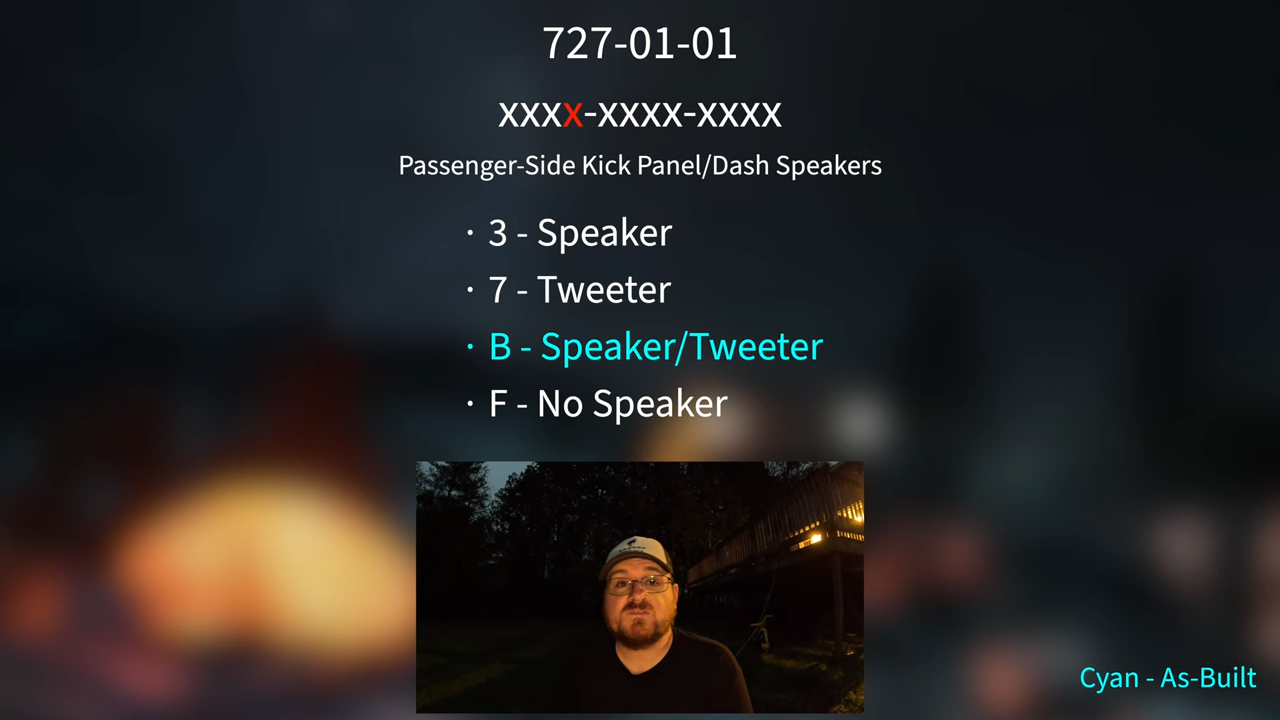 727-01-01
xxxx-xxxx-xxxx
Passenger-Side Kick Panel/Dash Speakers
· 3 - Speaker
· 7 - Tweeter
· B - Speaker/Tweeter
· F - No Speaker
Cyan - As-Built